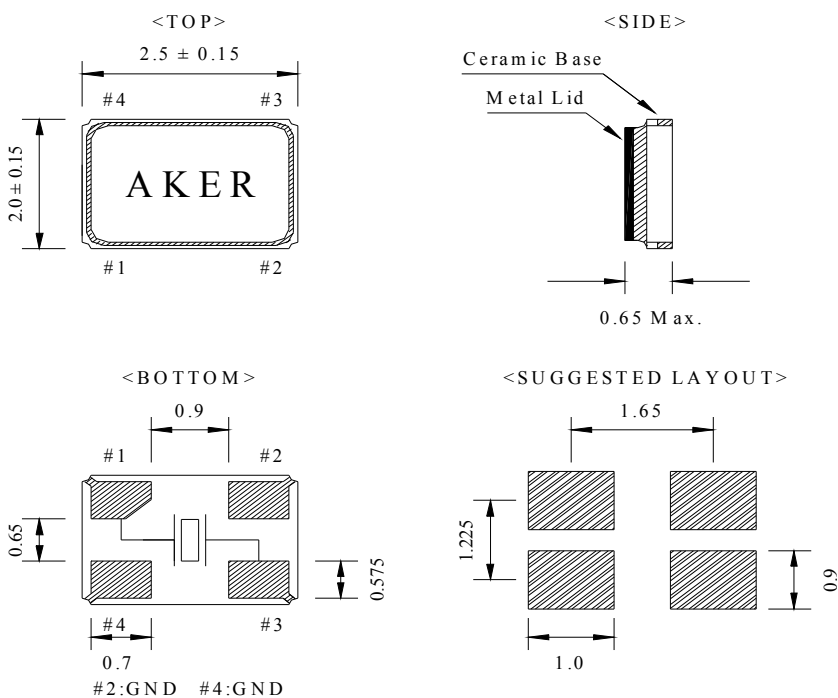 <TOP>
2.5 ± 0.15
#4 #3
2.0 ± 0.15
AKER
#1 #2
<SIDE>
Ceramic Base
Metal Lid
0.65 Max.
<BOTTOM>
0.9
#1 #2
0.65
0.575
#4 #3
0.7
#2:GND #4:GND
<SUGGESTED LAYOUT>
1.65
1.225
0.9
1.0